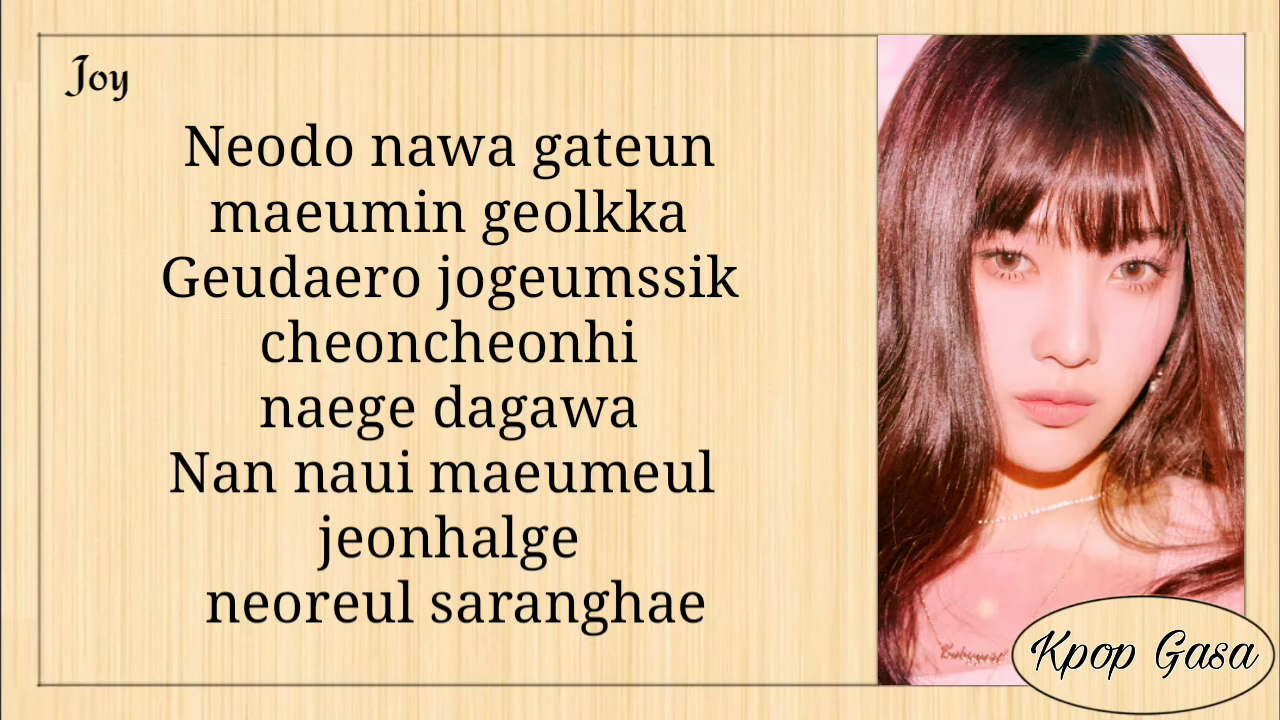 Joy
Neodo nawa gateun
maeumin geolkka
Geudaero jogeumssik
cheoncheonhi
naege dagawa
Nan naui maeumeul
jeonhalge
neoreul saranghae
Kpop Gasa